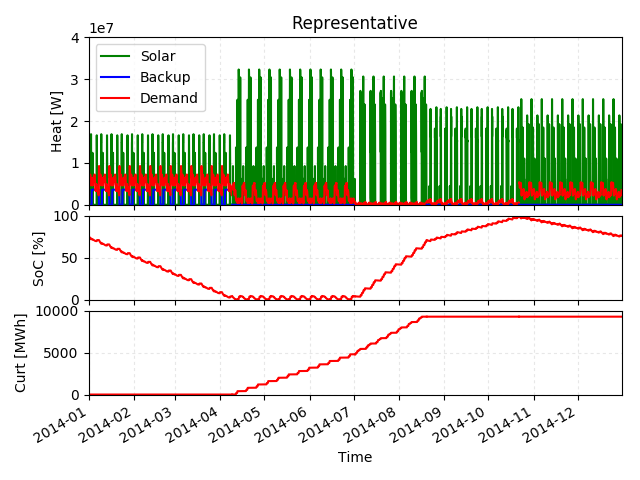 Representative
1e7
Heat [W]
4
3
2
1
0
Solar
Backup
Demand
SoC [%]
100
50
0
Curt [MWh]
10000
5000
0
2014-01
2014-02
2014-03
2014-04
2014-05
2014-06
2014-07
2014-08
2014-09
2014-10
2014-11
2014-12
Time